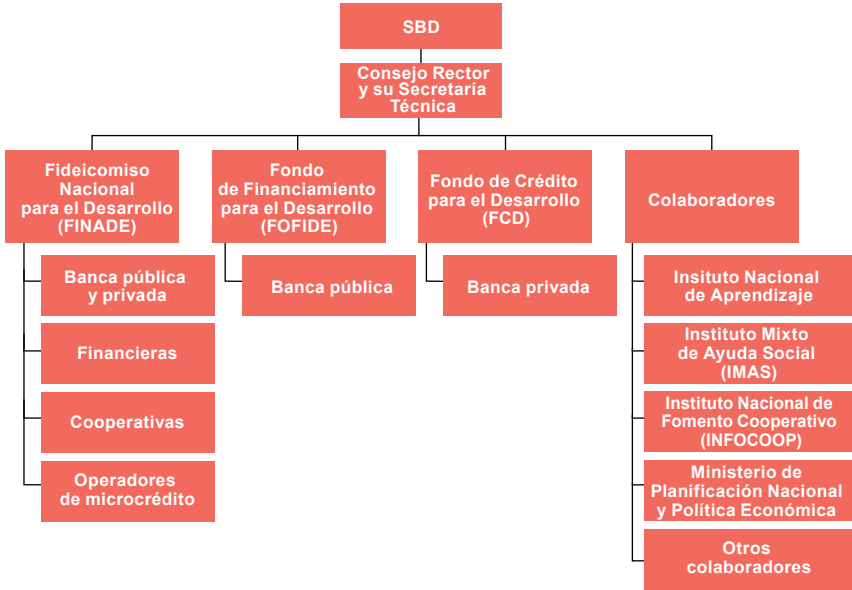 SBD
Consejo Rector
y su Secretaría
Técnica
Fideicomiso
Nacional
para el Desarrollo
(FINADE)
Fondo
de Financiamiento
para el Desarrollo
(FOFIDE)
Fondo de Crédito
para el Desarrollo
(FCD)
Colaboradores
Banca pública
y privada
Financieras
Cooperativas
Operadores
de microcrédito
Banca pública
Banca privada
Insituto Nacional
de Aprendizaje
Instituto Mixto
de Ayuda Social
(IMAS)
Instituto Nacional de
Fomento Cooperativo
(INFOCOOP)
Ministerio de
Planificación Nacional
y Política Económica
Otros
colaboradores